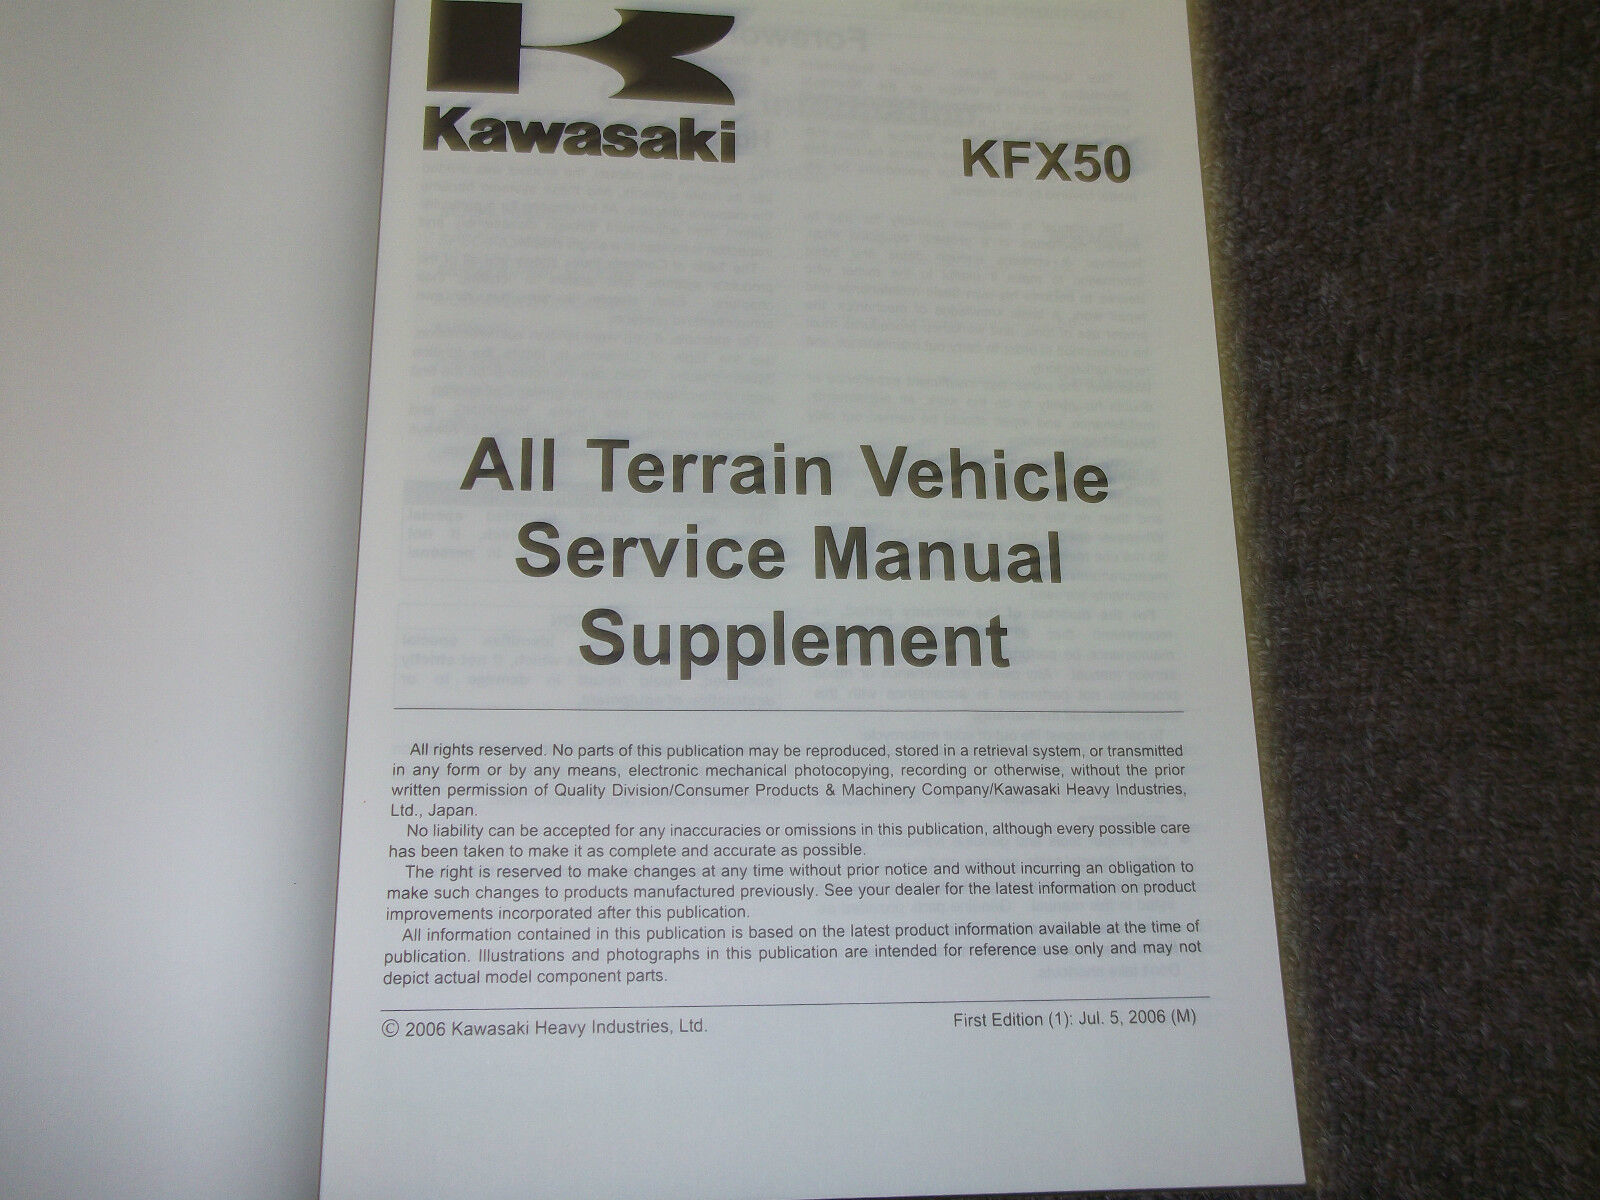 Kawasaki
KFX50
All Terrain Vehicle
Service Manual
Supplement
All rights reserved. No parts of this publication may be reproduced, stored in a retrieval system, or transmitted
in any form or by any means, electronic mechanical photocopying, recording or otherwise, without the prior
written permission of Quality Division/Consumer Products & Machinery Company/Kawasaki Heavy Industries,
Ltd., Japan.
No liability can be accepted for any inaccuracies or omissions in this publication, although every possible care
has been taken to make it as complete and accurate as possible.
The right is reserved to make changes at any time without prior notice and without incurring an obligation to
make such changes to products manufactured previously. See your dealer for the latest information on product
improvements incorporated after this publication.
All information contained in this publication is based on the latest product information available at the time of
publication. Illustrations and photographs in this publication are intended for reference use only and may not
depict actual model component parts.
© 2006 Kawasaki Heavy Industries, Ltd.
First Edition (1): Jul. 5, 2006 (M)